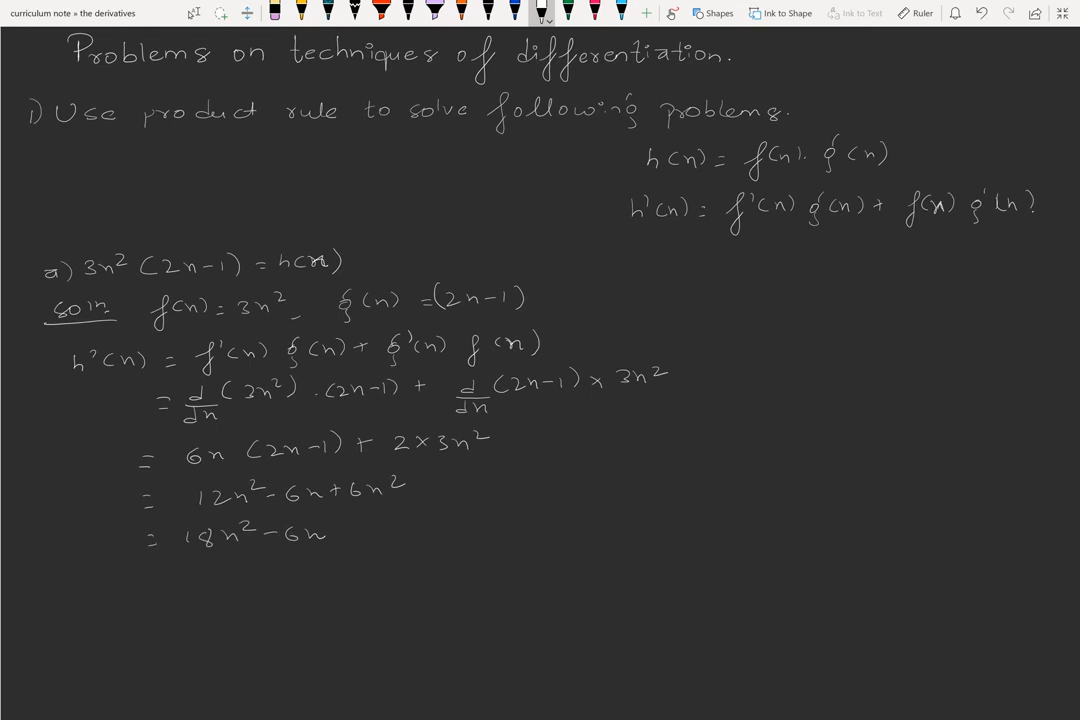 curriculum note » the derivatives
Shapes Ink to Shape Ink to Text Ruler
Problems on techniques of differentiation.
1) Use product rule to solve following problems.
h(n) = f(n). g(n)
h'(n) = f'(n) g(n) + f(n) g'(n)
a) 3n² (2n-1) = h(n)
soln. f(n) = 3n² g(n) = (2n-1)
h'(n) = f'(n) g(n) + g'(n) f(n)
= d/dn (3n²) . (2n-1) + d/dn (2n-1) × 3n²
= 6n (2n-1) + 2 × 3n²
= 12n² - 6n + 6n²
= 18n² - 6n